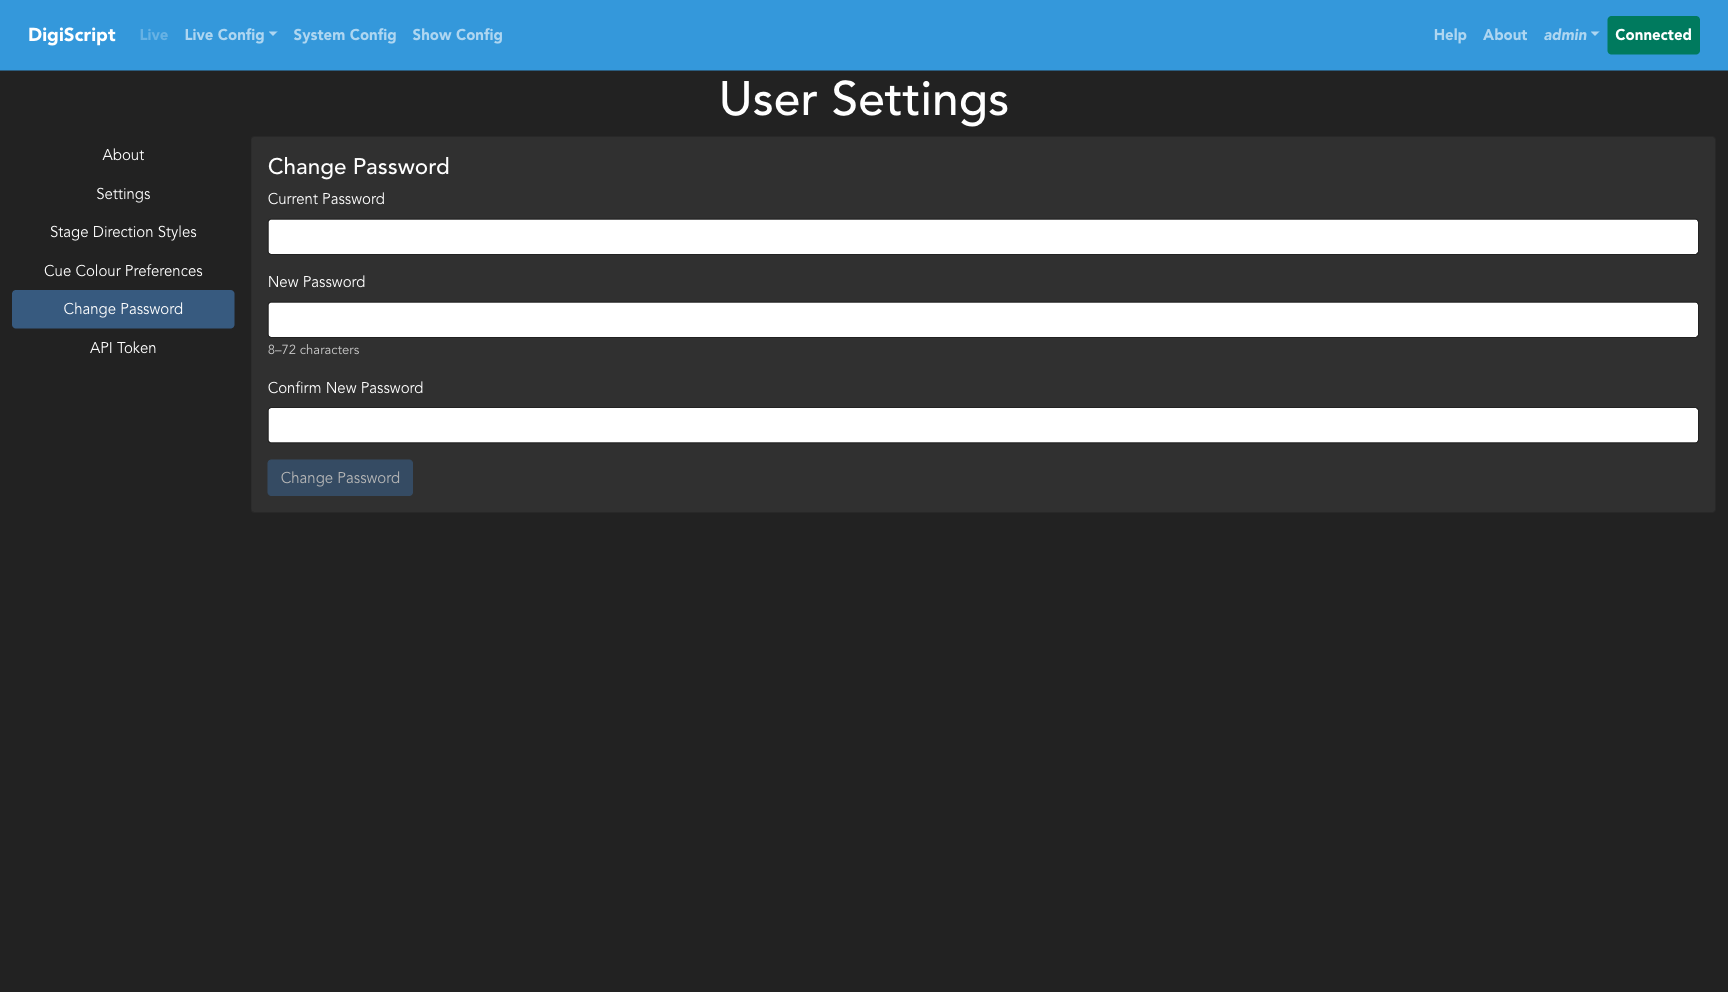 DigiScript Live Live Config System Config Show Config Help About admin Connected
User Settings
About
Settings
Stage Direction Styles
Cue Colour Preferences
Change Password
API Token
Change Password
Current Password
New Password
8–72 characters
Confirm New Password
Change Password